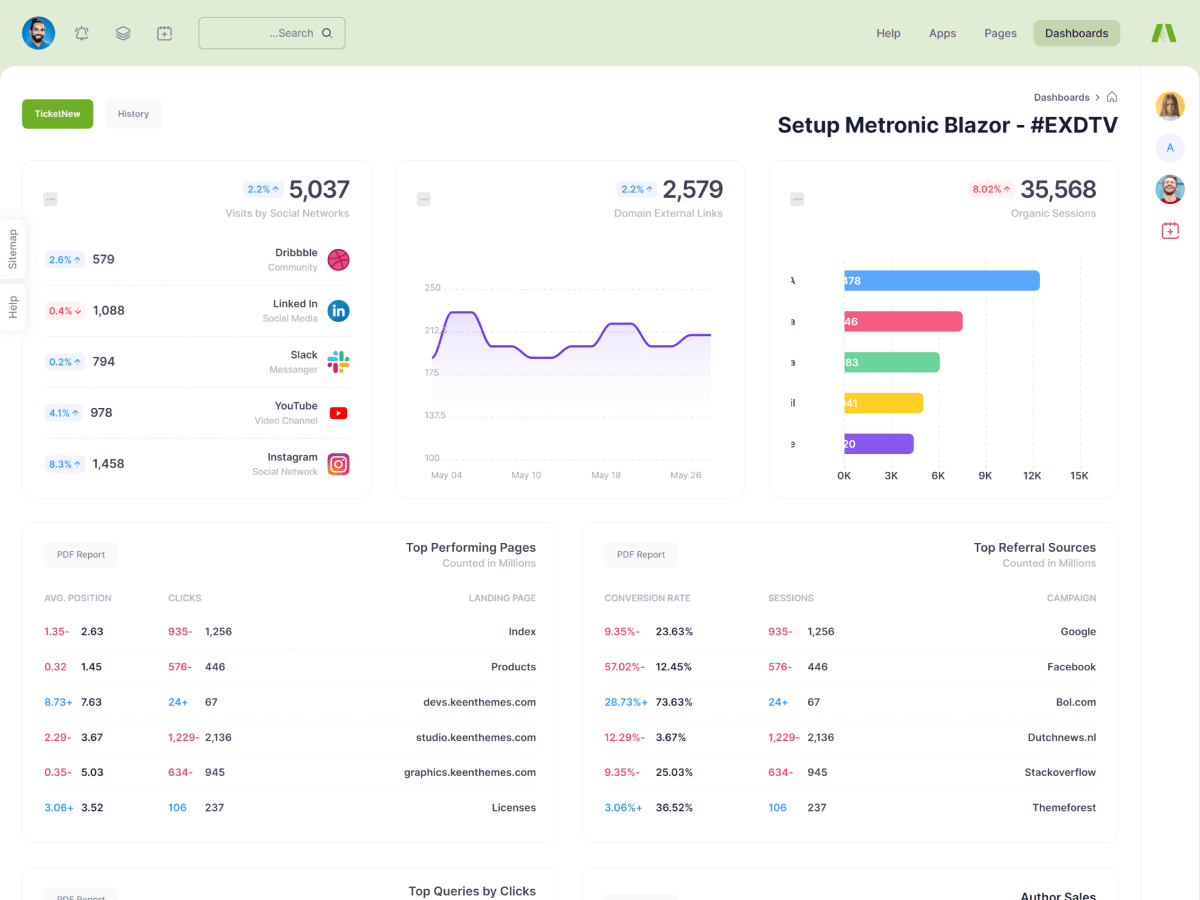 ...Search
Help
Apps
Pages
Dashboards
Dashboards
Setup Metronic Blazor - #EXDTV
TicketNew
History
A
Sitemap
Help
2.2%
5,037
Visits by Social Networks
2.6%
579
Dribbble
Community
0.4%
1,088
Linked In
Social Media
0.2%
794
Slack
Messanger
4.1%
978
YouTube
Video Channel
8.3%
1,458
Instagram
Social Network
2.2%
2,579
Domain External Links
250
212.
175
137.5
100
May 04
May 10
May 18
May 26
8.02%
35,568
Organic Sessions
A
478
a
46
a
83
il
41
e
20
0K
3K
6K
9K
12K
15K
PDF Report
Top Performing Pages
Counted in Millions
AVG. POSITION CLICKS LANDING PAGE
1.35- 2.63 935- 1,256 Index
0.32 1.45 576- 446 Products
8.73+ 7.63 24+ 67 devs.keenthemes.com
2.29- 3.67 1,229- 2,136 studio.keenthemes.com
0.35- 5.03 634- 945 graphics.keenthemes.com
3.06+ 3.52 106 237 Licenses
PDF Report
Top Referral Sources
Counted in Millions
CONVERSION RATE SESSIONS CAMPAIGN
9.35%- 23.63% 935- 1,256 Google
57.02%- 12.45% 576- 446 Facebook
28.73%+ 73.63% 24+ 67 Bol.com
12.29%- 3.67% 1,229- 2,136 Dutchnews.nl
9.35%- 25.03% 634- 945 Stackoverflow
3.06%+ 36.52% 106 237 Themeforest
PDF Report
Top Queries by Clicks
Author Sales